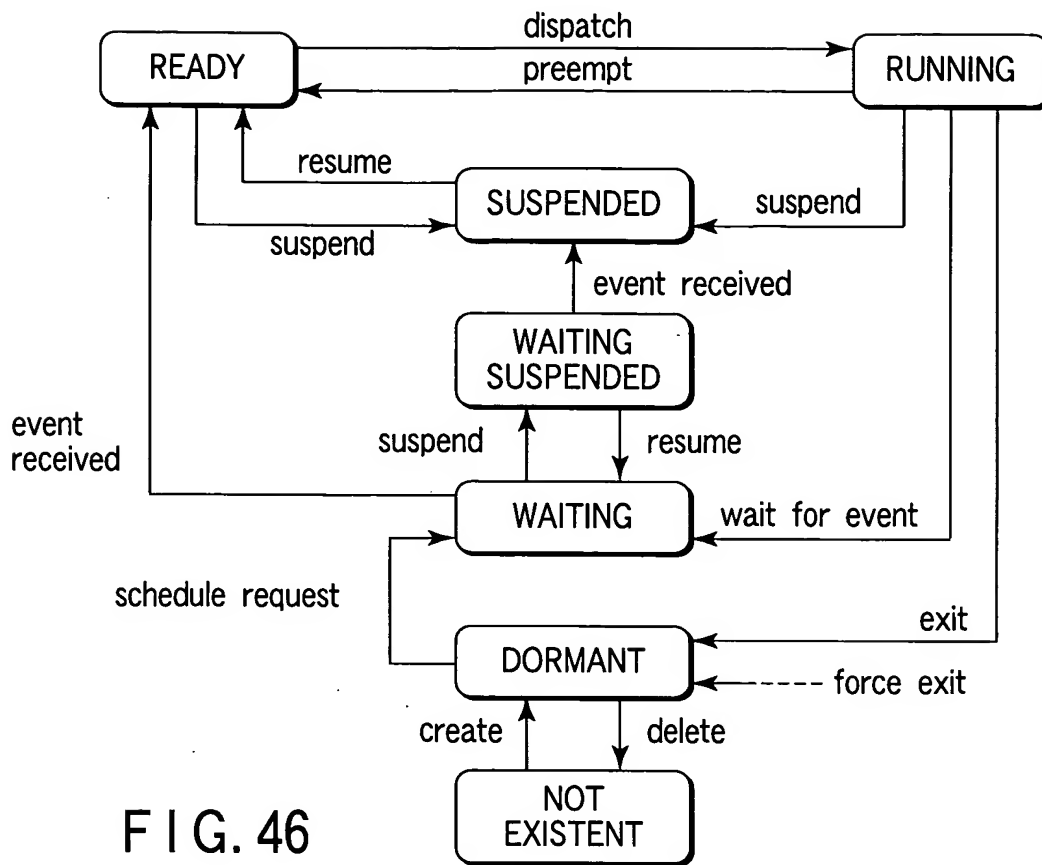 dispatch
READY
preempt
RUNNING
resume
SUSPENDED
suspend
suspend
event received
WAITING
SUSPENDED
event
received
suspend
resume
WAITING
wait for event
schedule request
exit
DORMANT
force exit
create
delete
NOT
EXISTENT
FIG. 46